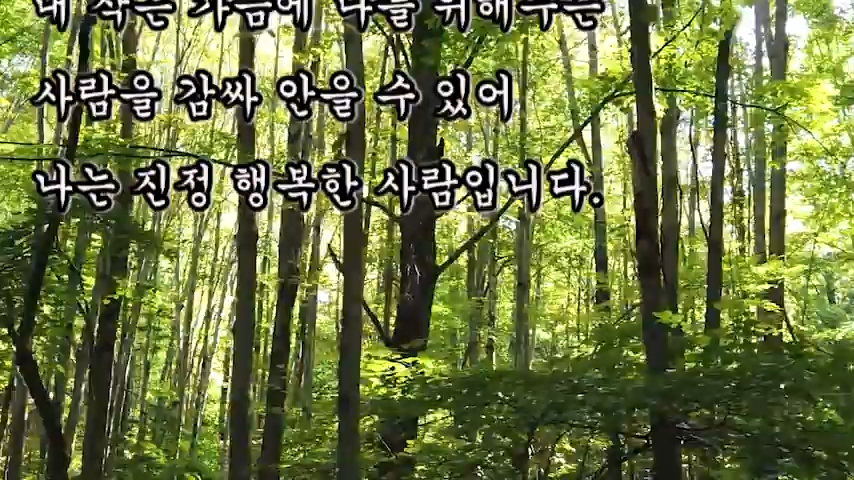 내 작은 가슴에 나를 위해주는
사람을 감싸 안을 수 있어
나는 진정 행복한 사람입니다.